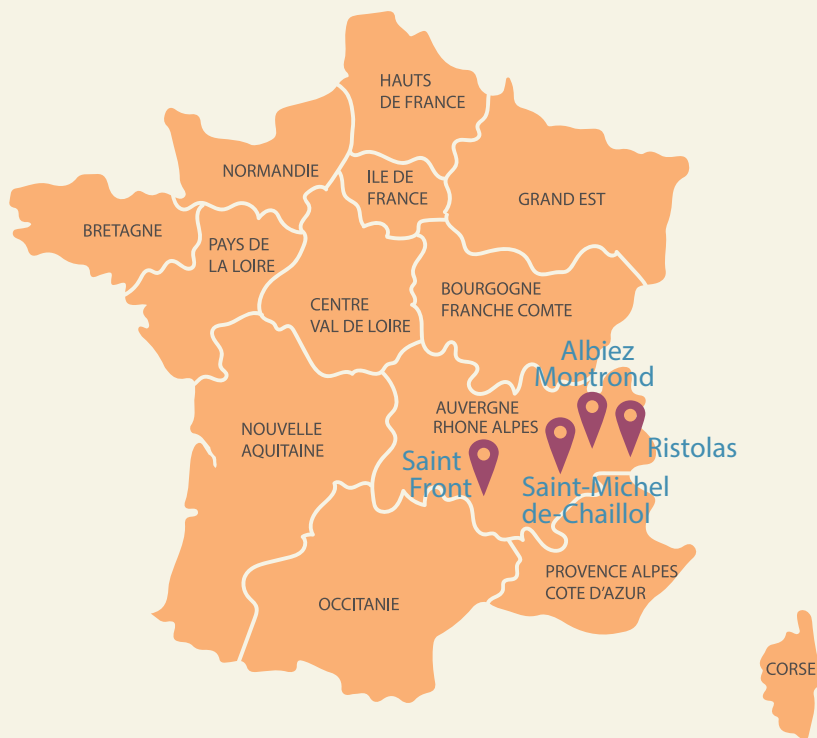 HAUTS
DE FRANCE
NORMANDIE
ILE DE
FRANCE
GRAND EST
BRETAGNE
PAYS DE
LA LOIRE
CENTRE
VAL DE LOIRE
BOURGOGNE
FRANCHE COMTE
Albiez
Montrond
AUVERGNE
RHONE ALPES
NOUVELLE
AQUITAINE
Saint
Front
Ristolas
Saint-Michel
de-Chaillol
PROVENCE ALPES
COTE D'AZUR
OCCITANIE
CORSE